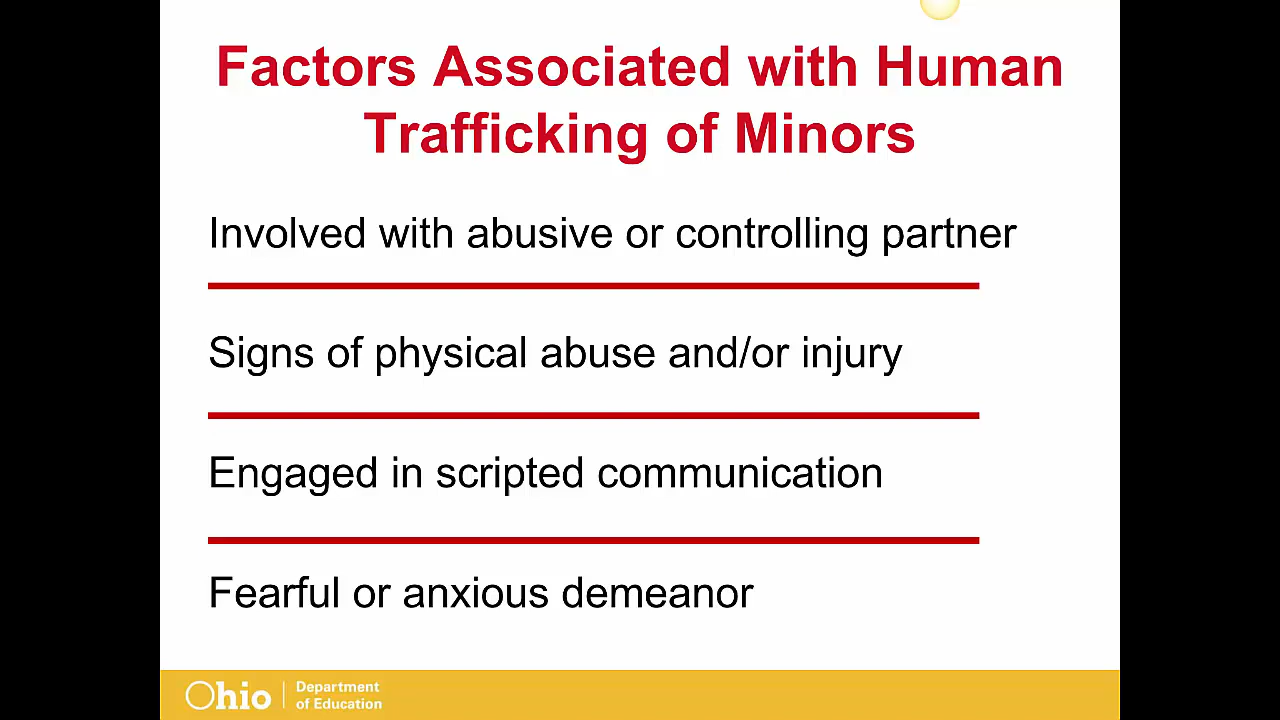 Factors Associated with Human
Trafficking of Minors
Involved with abusive or controlling partner
Signs of physical abuse and/or injury
Engaged in scripted communication
Fearful or anxious demeanor
Ohio
Department
of Education